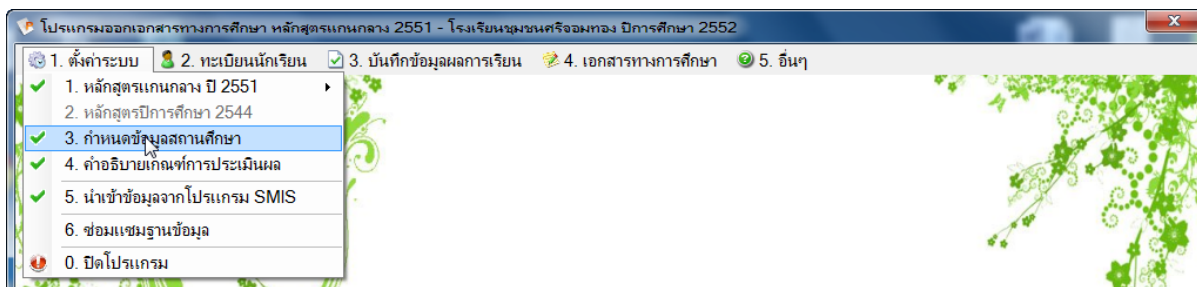 โปรแกรมออกเอกสารทางการศึกษา หลักสูตรแกนกลาง 2551 - โรงเรียนชุมชนศรีจอมทอง ปีการศึกษา 2552
1. ตั้งค่าระบบ 2. ทะเบียนนักเรียน 3. บันทึกข้อมูลผลการเรียน 4. เอกสารทางการศึกษา 5. อื่นๆ
1. หลักสูตรแกนกลาง ปี 2551
2. หลักสูตรปีการศึกษา 2544
3. กำหนดข้อมูลสถานศึกษา
4. คำอธิบายเกณฑ์การประเมินผล
5. นำเข้าข้อมูลจากโปรแกรม SMIS
6. ซ่อมแซมฐานข้อมูล
0. ปิดโปรแกรม